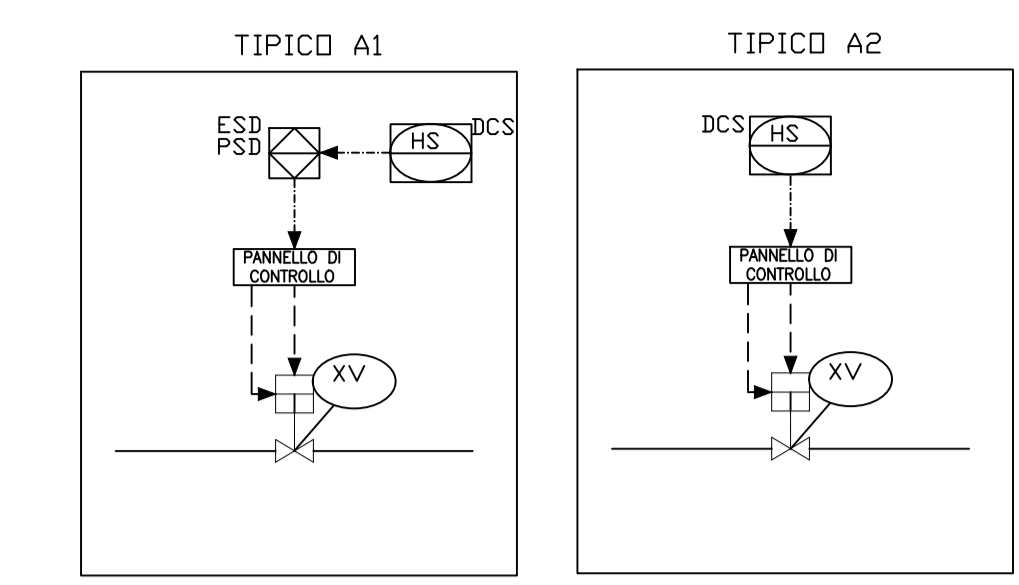 TIPICO A1
ESD
PSD
HS
DCS
PANNELLO DI
CONTROLLO
XV
TIPICO A2
DCS
HS
PANNELLO DI
CONTROLLO
XV